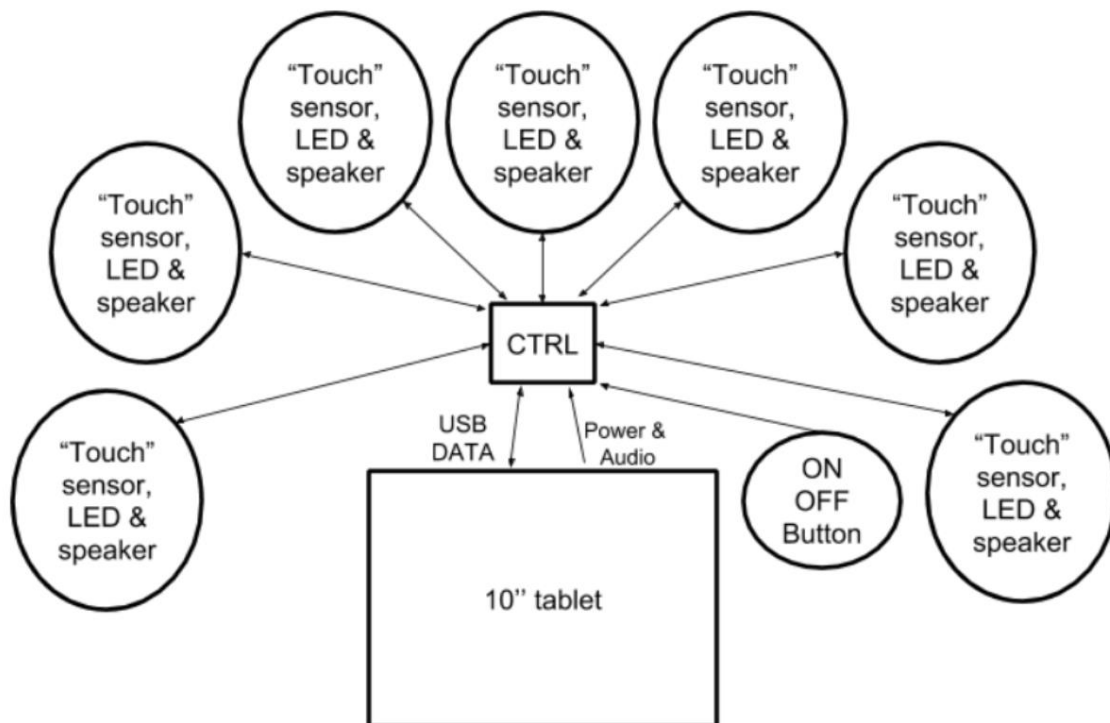 “Touch”
sensor,
LED &
speaker
“Touch”
sensor,
LED &
speaker
“Touch”
sensor,
LED &
speaker
“Touch”
sensor,
LED &
speaker
“Touch”
sensor,
LED &
speaker
CTRL
“Touch”
sensor,
LED &
speaker
“Touch”
sensor,
LED &
speaker
USB
DATA
Power &
Audio
ON
OFF
Button
10’’ tablet